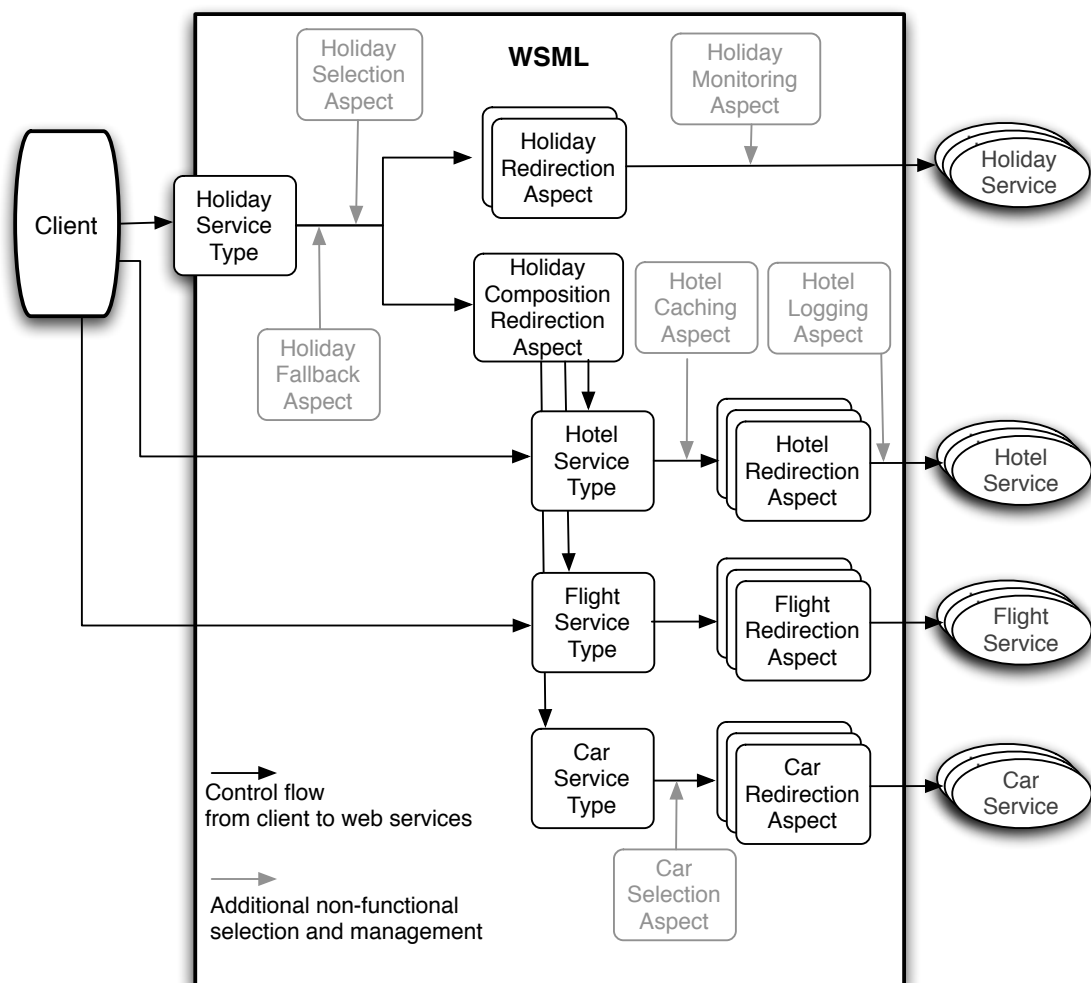 WSML
Holiday
Selection
Aspect
Holiday
Monitoring
Aspect
Client
Holiday
Service
Type
Holiday
Redirection
Aspect
Holiday
Service
Holiday
Fallback
Aspect
Holiday
Composition
Redirection
Aspect
Hotel
Caching
Aspect
Hotel
Logging
Aspect
Hotel
Service
Type
Hotel
Redirection
Aspect
Hotel
Service
Flight
Service
Type
Flight
Redirection
Aspect
Flight
Service
Car
Service
Type
Car
Redirection
Aspect
Car
Service
Car
Selection
Aspect
Control flow
from client to web services
Additional non-functional
selection and management